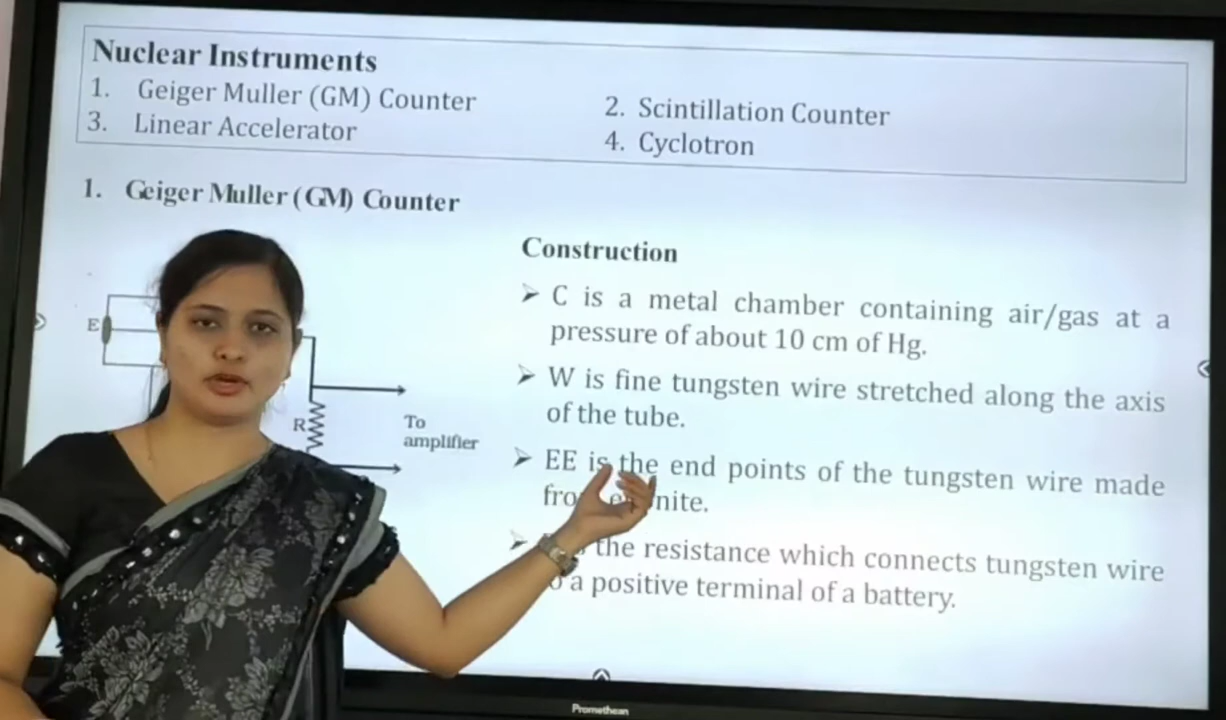 Nuclear Instruments
1. Geiger Muller (GM) Counter
2. Scintillation Counter
3. Linear Accelerator
4. Cyclotron
1. Geiger Muller (GM) Counter
E
R
To
amplifier
Construction
➢ C is a metal chamber containing air/gas at a
pressure of about 10 cm of Hg.
➢ W is fine tungsten wire stretched along the axis
of the tube.
➢ EE is the end points of the tungsten wire made
➢ the resistance which connects tungsten wire
a positive terminal of a battery.
Promethean